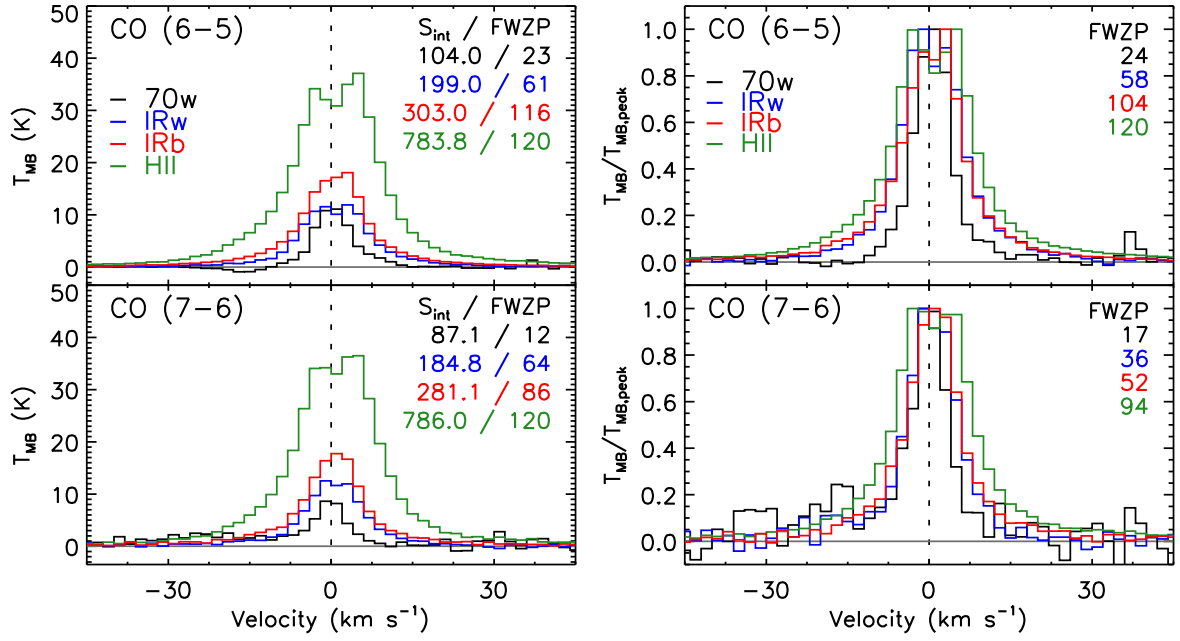 CO (6−5)
S_int / FWZP
104.0 / 23
199.0 / 61
303.0 / 116
783.8 / 120
70w
IRw
IRb
HII
T_MB (K)
50
40
30
20
10
0
CO (6−5)
FWZP
24
58
104
120
70w
IRw
IRb
HII
T_MB/T_MB,peak
1.0
0.8
0.6
0.4
0.2
0.0
CO (7−6)
S_int / FWZP
87.1 / 12
184.8 / 64
281.1 / 86
786.0 / 120
T_MB (K)
50
40
30
20
10
0
−30
0
30
Velocity (km s⁻¹)
CO (7−6)
FWZP
17
36
52
94
T_MB/T_MB,peak
1.0
0.8
0.6
0.4
0.2
0.0
−30
0
30
Velocity (km s⁻¹)